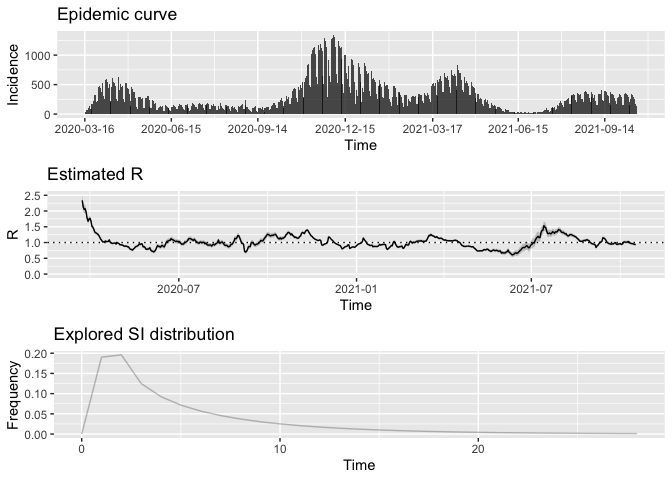 Epidemic curve
Incidence
1000
500
0
2020-03-16 2020-06-15 2020-09-14 2020-12-15 2021-03-17 2021-06-15 2021-09-14
Time
Estimated R
R
2.5
2.0
1.5
1.0
0.5
0.0
2020-07 2021-01 2021-07
Time
Explored SI distribution
Frequency
0.20
0.15
0.10
0.05
0.00
0 10 20
Time